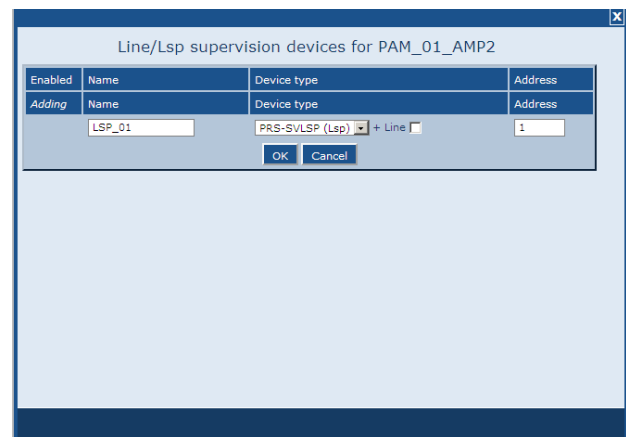 X
Line/Lsp supervision devices for PAM_01_AMP2
Enabled Name Device type Address
Adding Name Device type Address
LSP_01 PRS-SVLSP (Lsp) + Line 1
OK Cancel